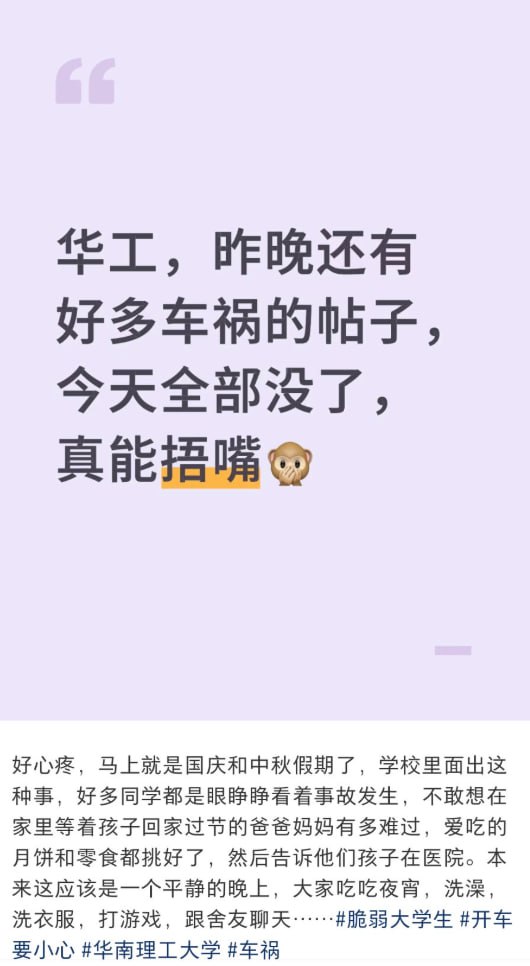 华工，昨晚还有
好多车祸的帖子，
今天全部没了，
真能捂嘴🙊
好心疼，马上就是国庆和中秋假期了，学校里面出这
种事，好多同学都是眼睁睁看着事故发生，不敢想在
家里等着孩子回家过节的爸爸妈妈有多难过，爱吃的
月饼和零食都挑好了，然后告诉他们孩子在医院。本
来这应该是一个平静的晚上，大家吃吃夜宵，洗澡，
洗衣服，打游戏，跟舍友聊天……#脆弱大学生 #开车
要小心 #华南理工大学 #车祸